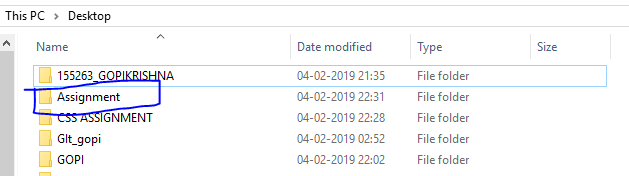 This PC > Desktop
Name Date modified Type Size
155263_GOPIKRISHNA 04-02-2019 21:35 File folder
Assignment 04-02-2019 22:31 File folder
CSS ASSIGNMENT 04-02-2019 22:28 File folder
Glt_gopi 04-02-2019 02:52 File folder
GOPI 04-02-2019 22:02 File folder